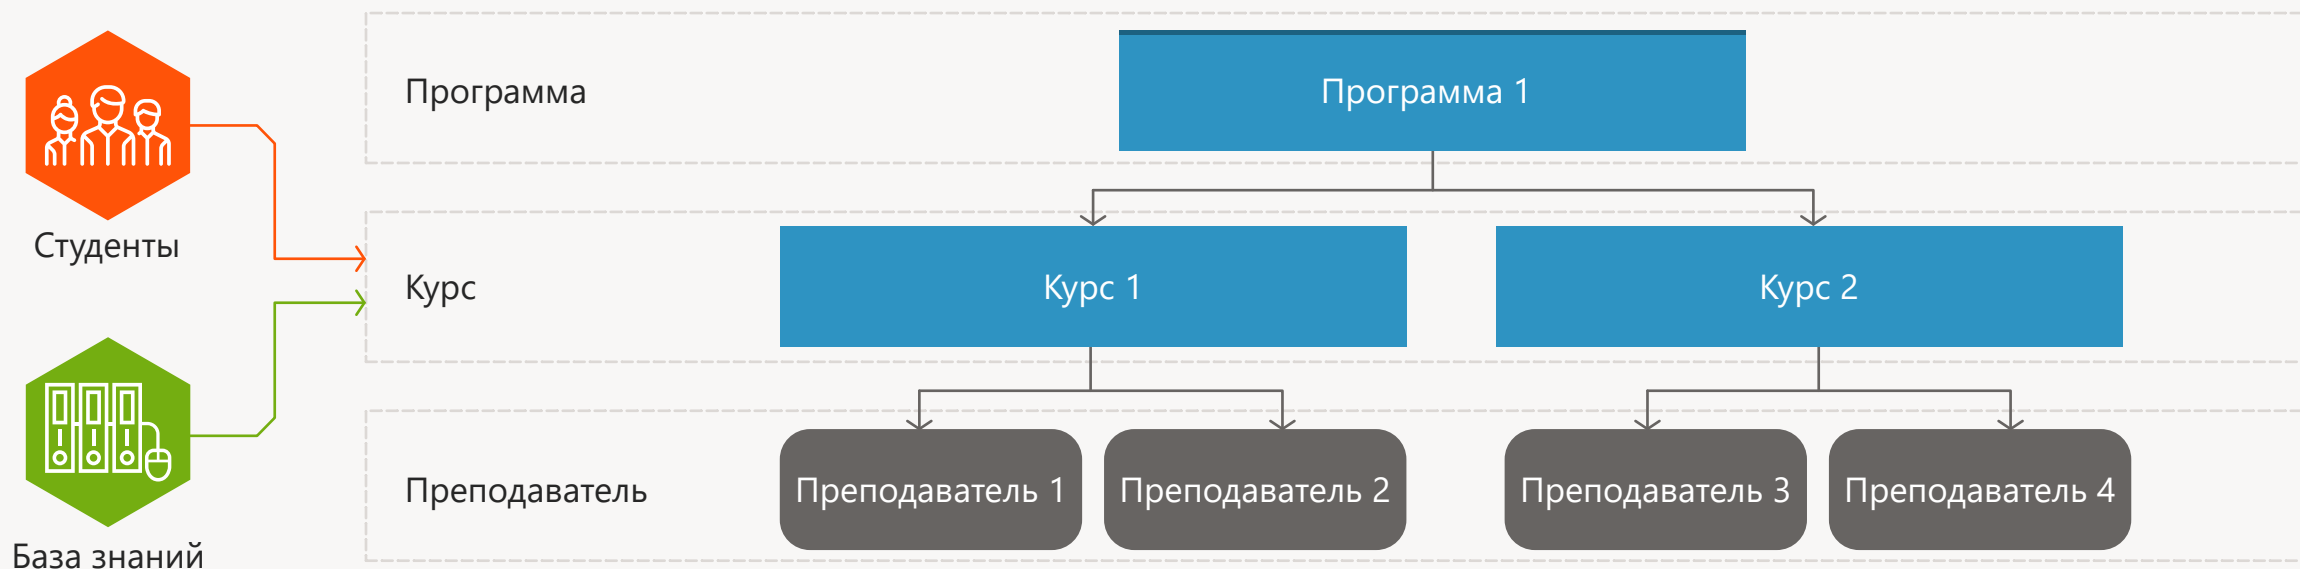 Программа
Программа 1
Студенты
Курс
Курс 1
Курс 2
Преподаватель
Преподаватель 1
Преподаватель 2
Преподаватель 3
Преподаватель 4
База знаний